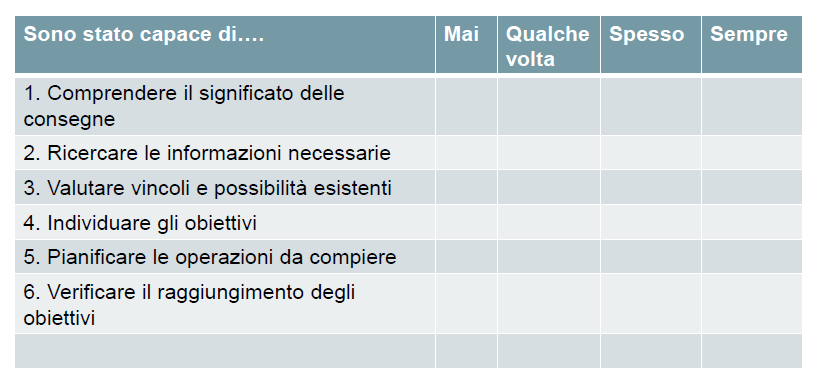 Sono stato capace di…. Mai Qualche volta Spesso Sempre
1. Comprendere il significato delle
consegne
2. Ricercare le informazioni necessarie
3. Valutare vincoli e possibilità esistenti
4. Individuare gli obiettivi
5. Pianificare le operazioni da compiere
6. Verificare il raggiungimento degli
obiettivi